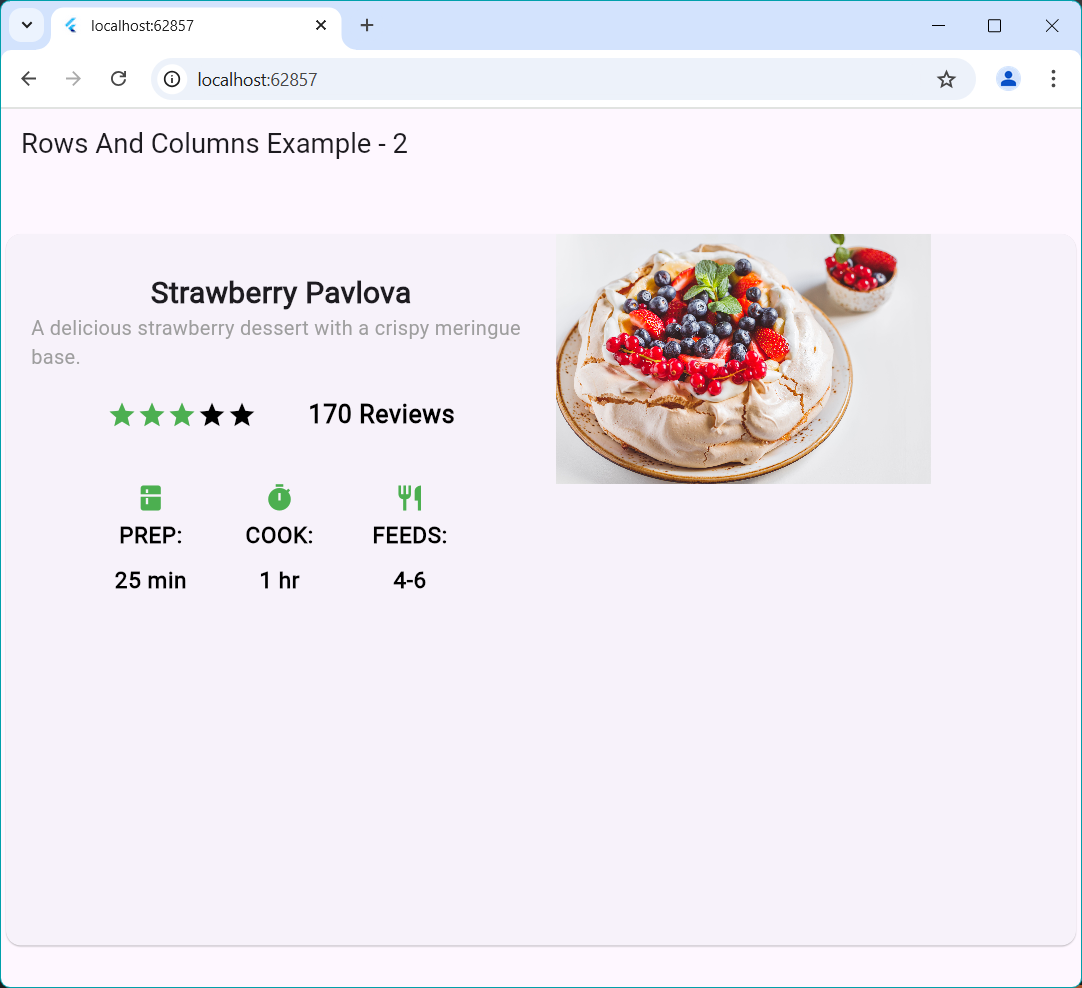 localhost:62857
localhost:62857
Rows And Columns Example - 2
Strawberry Pavlova
A delicious strawberry dessert with a crispy meringue
base.
170 Reviews
PREP: COOK: FEEDS:
25 min 1 hr 4-6